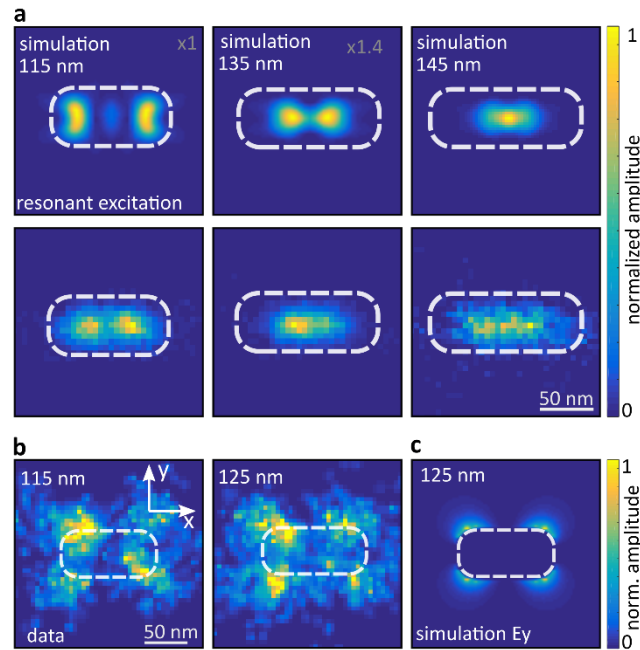 a
simulation
115 nm
x1
simulation
135 nm
x1.4
simulation
145 nm
1
resonant excitation
normalized amplitude
50 nm
0
b
c
115 nm
y
x
125 nm
125 nm
1
data
50 nm
simulation Ey
norm. amplitude
0